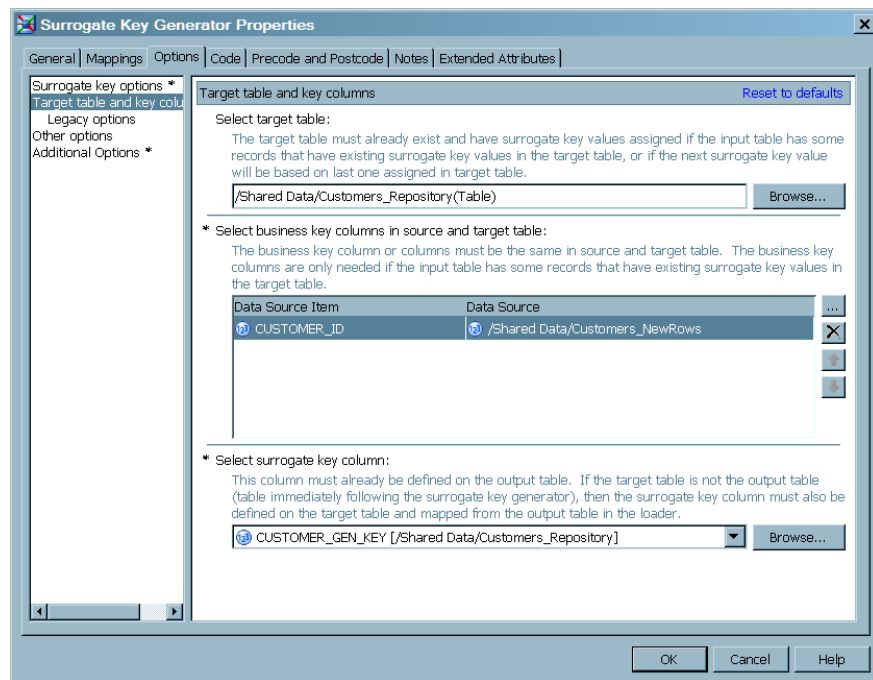 Surrogate Key Generator Properties
General Mappings Options Code Precode and Postcode Notes Extended Attributes
Surrogate key options *
Target table and key colu
Legacy options
Other options
Additional Options *
Target table and key columns Reset to defaults
Select target table:
The target table must already exist and have surrogate key values assigned if the input table has some
records that have existing surrogate key values in the target table, or if the next surrogate key value
will be based on last one assigned in target table.
/Shared Data/Customers_Repository(Table) Browse...
* Select business key columns in source and target table:
The business key column or columns must be the same in source and target table. The business key
columns are only needed if the input table has some records that have existing surrogate key values in
the target table.
Data Source Item Data Source ...
123 CUSTOMER_ID 123 /Shared Data/Customers_NewRows
* Select surrogate key column:
This column must already be defined on the output table. If the target table is not the output table
(table immediately following the surrogate key generator), then the surrogate key column must also be
defined on the target table and mapped from the output table in the loader.
123 CUSTOMER_GEN_KEY [/Shared Data/Customers_Repository] Browse...
OK Cancel Help